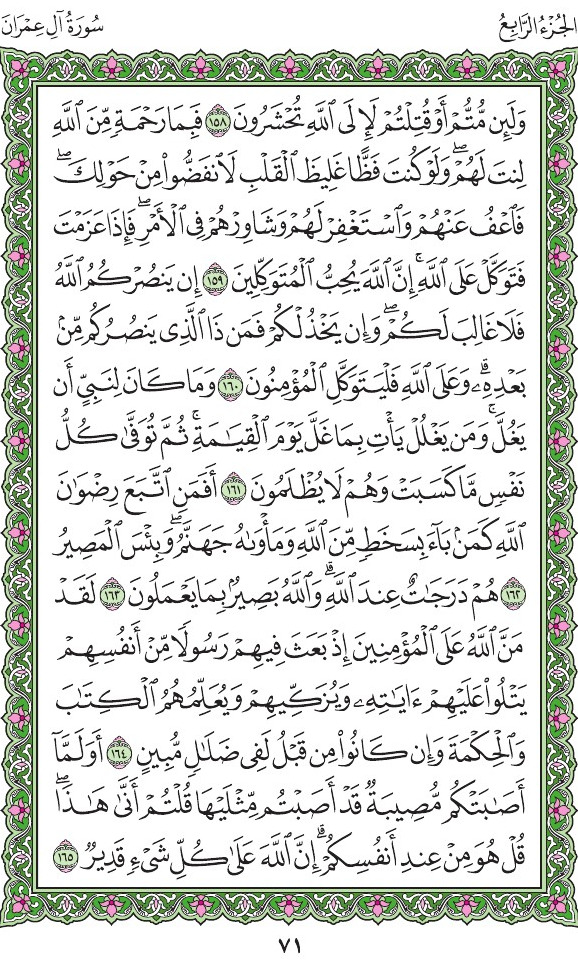 الجُزْءُ الرَّابِعُ
سُورَةُ آلِ عِمْرَانَ
وَلَئِن مُّتُّمْ أَوْ قُتِلْتُمْ لَإِلَى ٱللَّهِ تُحْشَرُونَ ١٥٨ فَبِمَا رَحْمَةٍ مِّنَ ٱللَّهِ
لِنتَ لَهُمْۖ وَلَوْ كُنتَ فَظًّا غَلِيظَ ٱلْقَلْبِ لَٱنفَضُّوا۟ مِنْ حَوْلِكَۖ
فَٱعْفُ عَنْهُمْ وَٱسْتَغْفِرْ لَهُمْ وَشَاوِرْهُمْ فِى ٱلْأَمْرِۖ فَإِذَا عَزَمْتَ
فَتَوَكَّلْ عَلَى ٱللَّهِۚ إِنَّ ٱللَّهَ يُحِبُّ ٱلْمُتَوَكِّلِينَ ١٥٩ إِن يَنصُرْكُمُ ٱللَّهُ
فَلَا غَالِبَ لَكُمْۖ وَإِن يَخْذُلْكُمْ فَمَن ذَا ٱلَّذِى يَنصُرُكُم مِّنۢ
بَعْدِهِۦۗ وَعَلَى ٱللَّهِ فَلْيَتَوَكَّلِ ٱلْمُؤْمِنُونَ ١٦٠ وَمَا كَانَ لِنَبِىٍّ أَن
يَغُلَّۚ وَمَن يَغْلُلْ يَأْتِ بِمَا غَلَّ يَوْمَ ٱلْقِيَٰمَةِۚ ثُمَّ تُوَفَّىٰ كُلُّ
نَفْسٍ مَّا كَسَبَتْ وَهُمْ لَا يُظْلَمُونَ ١٦١ أَفَمَنِ ٱتَّبَعَ رِضْوَٰنَ
ٱللَّهِ كَمَنۢ بَآءَ بِسَخَطٍ مِّنَ ٱللَّهِ وَمَأْوَىٰهُ جَهَنَّمُۖ وَبِئْسَ ٱلْمَصِيرُ
١٦٢ هُمْ دَرَجَٰتٌ عِندَ ٱللَّهِۗ وَٱللَّهُ بَصِيرٌۢ بِمَا يَعْمَلُونَ ١٦٣ لَقَدْ
مَنَّ ٱللَّهُ عَلَى ٱلْمُؤْمِنِينَ إِذْ بَعَثَ فِيهِمْ رَسُولًا مِّنْ أَنفُسِهِمْ
يَتْلُوا۟ عَلَيْهِمْ ءَايَٰتِهِۦ وَيُزَكِّيهِمْ وَيُعَلِّمُهُمُ ٱلْكِتَٰبَ
وَٱلْحِكْمَةَ وَإِن كَانُوا۟ مِن قَبْلُ لَفِى ضَلَٰلٍ مُّبِينٍ ١٦٤ أَوَلَمَّآ
أَصَٰبَتْكُم مُّصِيبَةٌ قَدْ أَصَبْتُم مِّثْلَيْهَا قُلْتُمْ أَنَّىٰ هَٰذَاۖ
قُلْ هُوَ مِنْ عِندِ أَنفُسِكُمْۗ إِنَّ ٱللَّهَ عَلَىٰ كُلِّ شَىْءٍ قَدِيرٌ ١٦٥
٧١